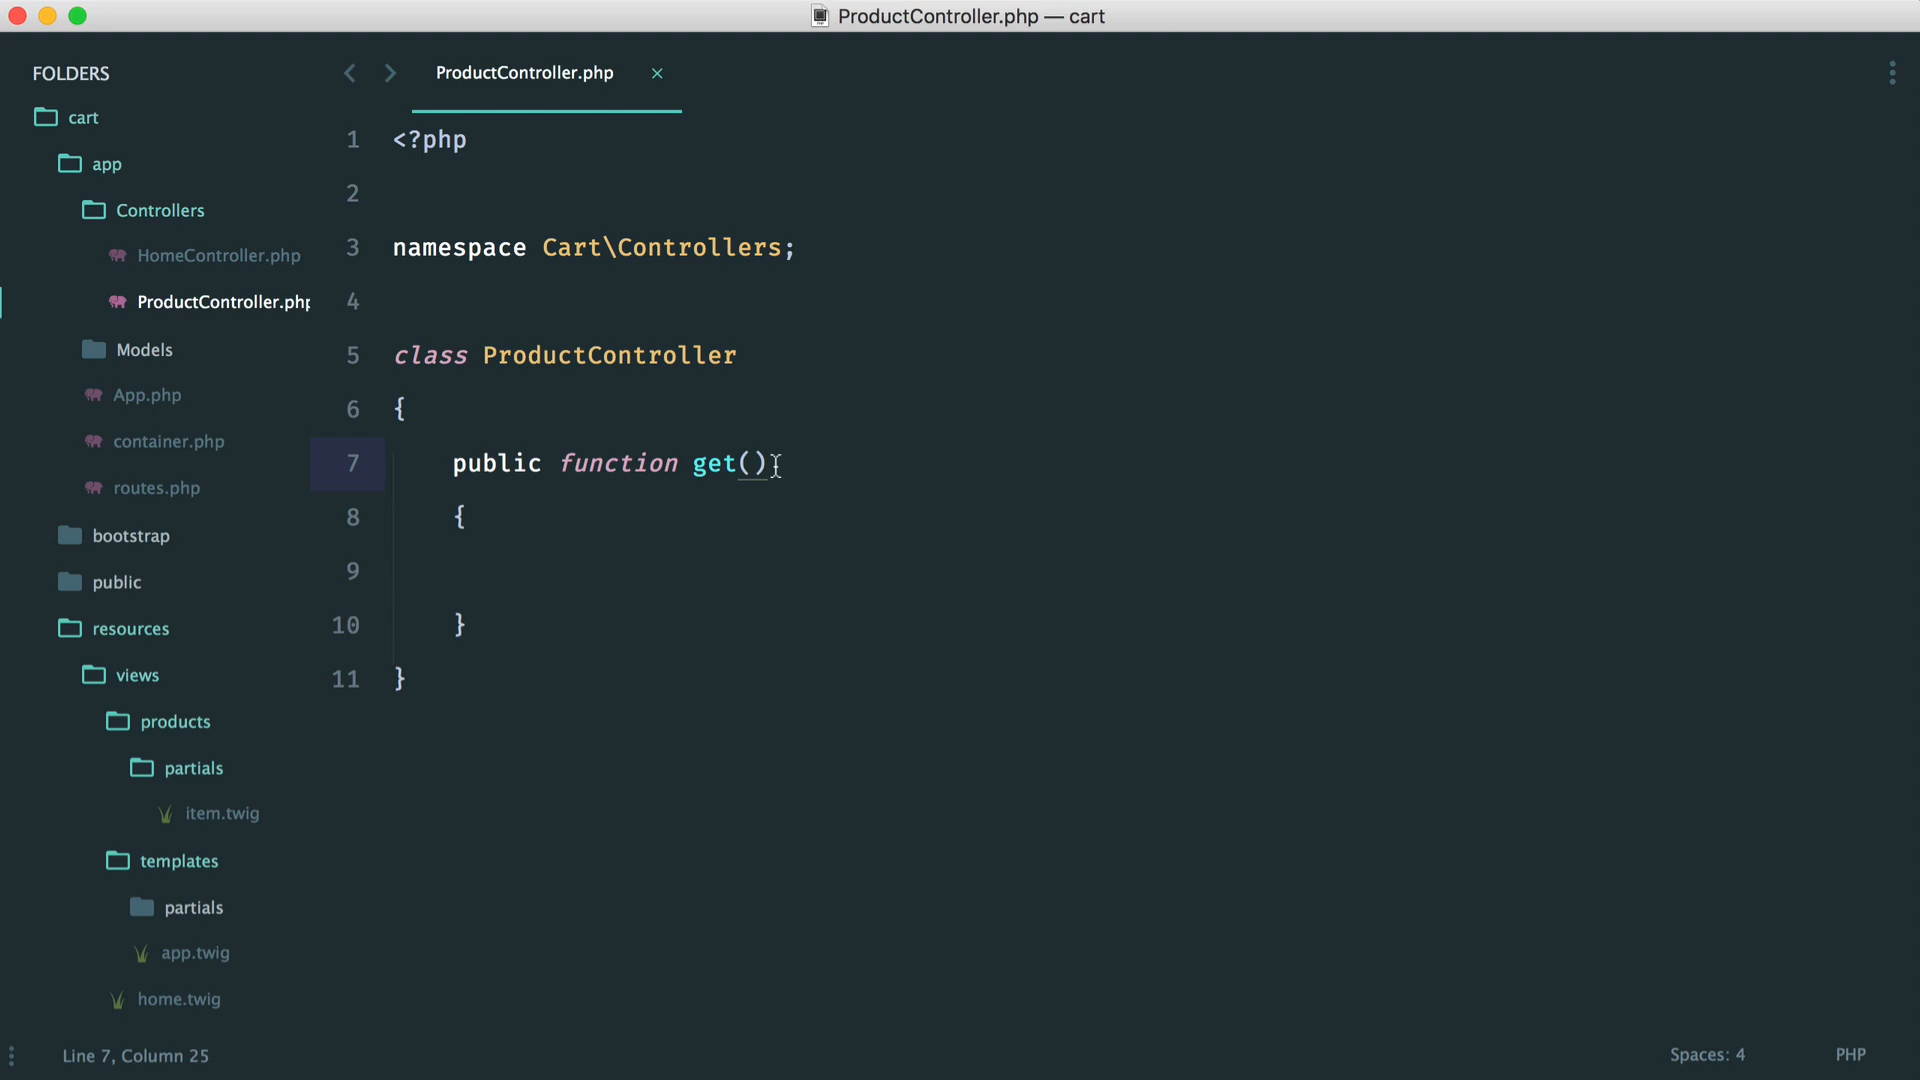 ProductController.php — cart
FOLDERS
cart
app
Controllers
HomeController.php
ProductController.php
Models
App.php
container.php
routes.php
bootstrap
public
resources
views
products
partials
item.twig
templates
partials
app.twig
home.twig
ProductController.php
1 <?php
2
3 namespace Cart\Controllers;
4
5 class ProductController
6 {
7     public function get()
8     {
9
10     }
11 }
Line 7, Column 25
Spaces: 4
PHP